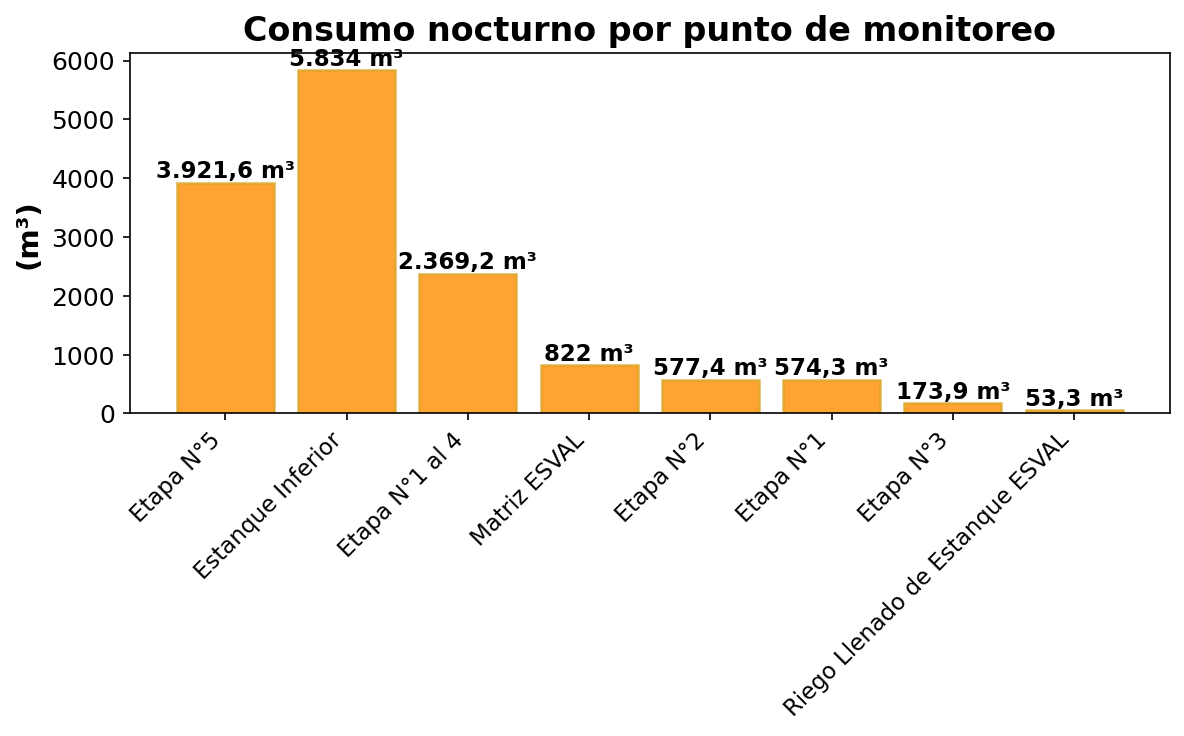 Consumo nocturno por punto de monitoreo
(m³)
6000
5000
4000
3000
2000
1000
0
3.921,6 m³
5.834 m³
2.369,2 m³
822 m³
577,4 m³
574,3 m³
173,9 m³
53,3 m³
Etapa N°5
Estanque Inferior
Etapa N°1 al 4
Matriz ESVAL
Etapa N°2
Etapa N°1
Etapa N°3
Riego Llenado de Estanque ESVAL